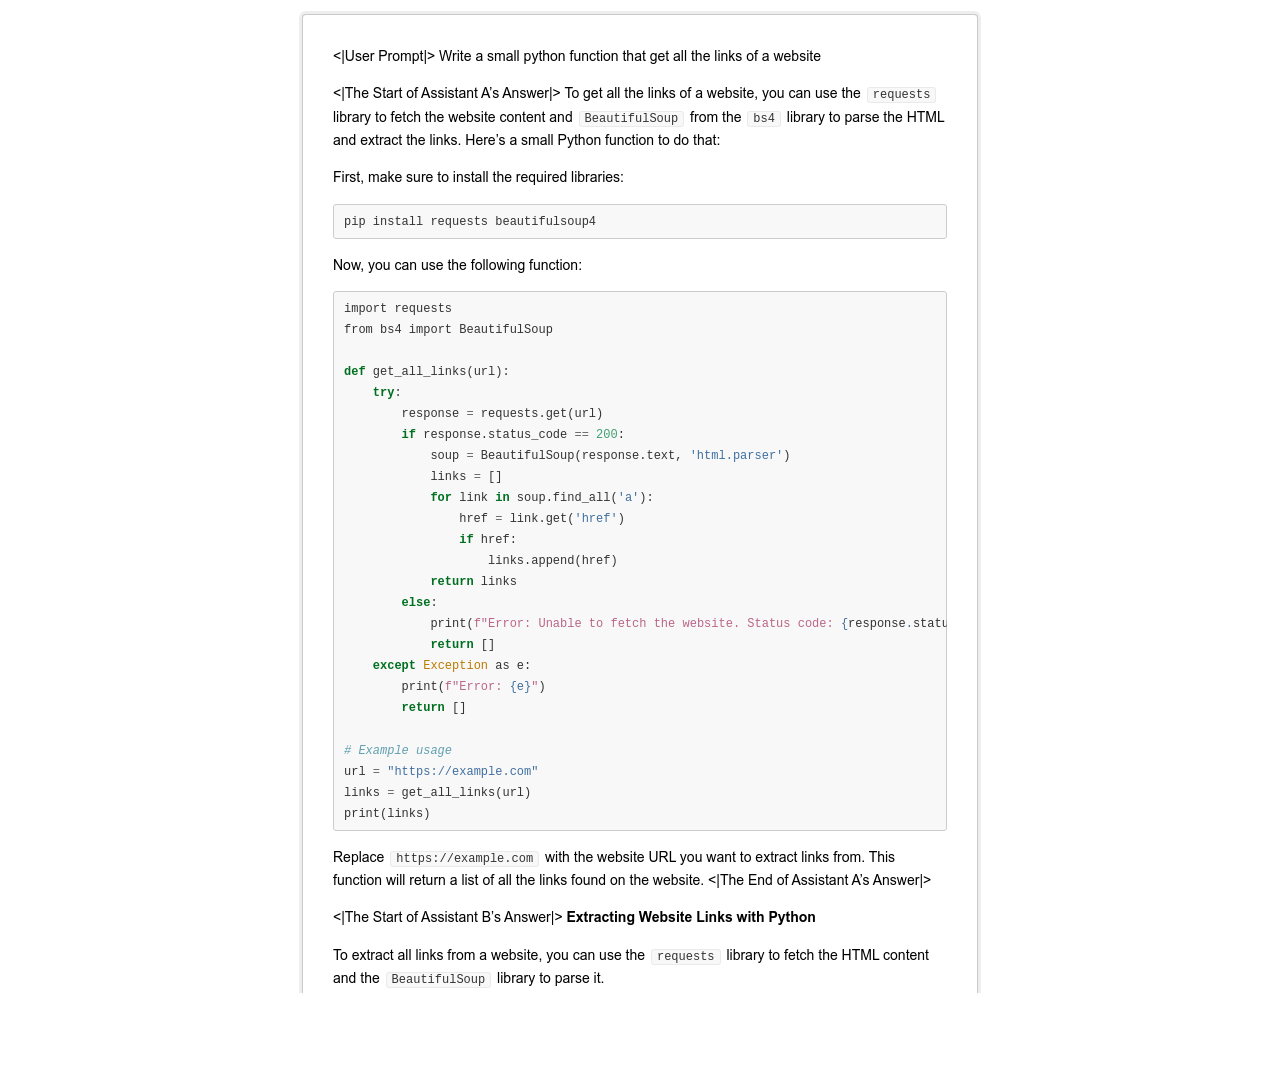 <|User Prompt|> Write a small python function that get all the links of a website
<|The Start of Assistant A’s Answer|> To get all the links of a website, you can use the requests
library to fetch the website content and BeautifulSoup from the bs4 library to parse the HTML
and extract the links. Here’s a small Python function to do that:
First, make sure to install the required libraries:
pip install requests beautifulsoup4
Now, you can use the following function:
import requests
from bs4 import BeautifulSoup

def get_all_links(url):
    try:
        response = requests.get(url)
        if response.status_code == 200:
            soup = BeautifulSoup(response.text, 'html.parser')
            links = []
            for link in soup.find_all('a'):
                href = link.get('href')
                if href:
                    links.append(href)
            return links
        else:
            print(f"Error: Unable to fetch the website. Status code: {response.statu
            return []
    except Exception as e:
        print(f"Error: {e}")
        return []

# Example usage
url = "https://example.com"
links = get_all_links(url)
print(links)
Replace https://example.com with the website URL you want to extract links from. This
function will return a list of all the links found on the website. <|The End of Assistant A’s Answer|>
<|The Start of Assistant B’s Answer|> Extracting Website Links with Python
To extract all links from a website, you can use the requests library to fetch the HTML content
and the BeautifulSoup library to parse it.